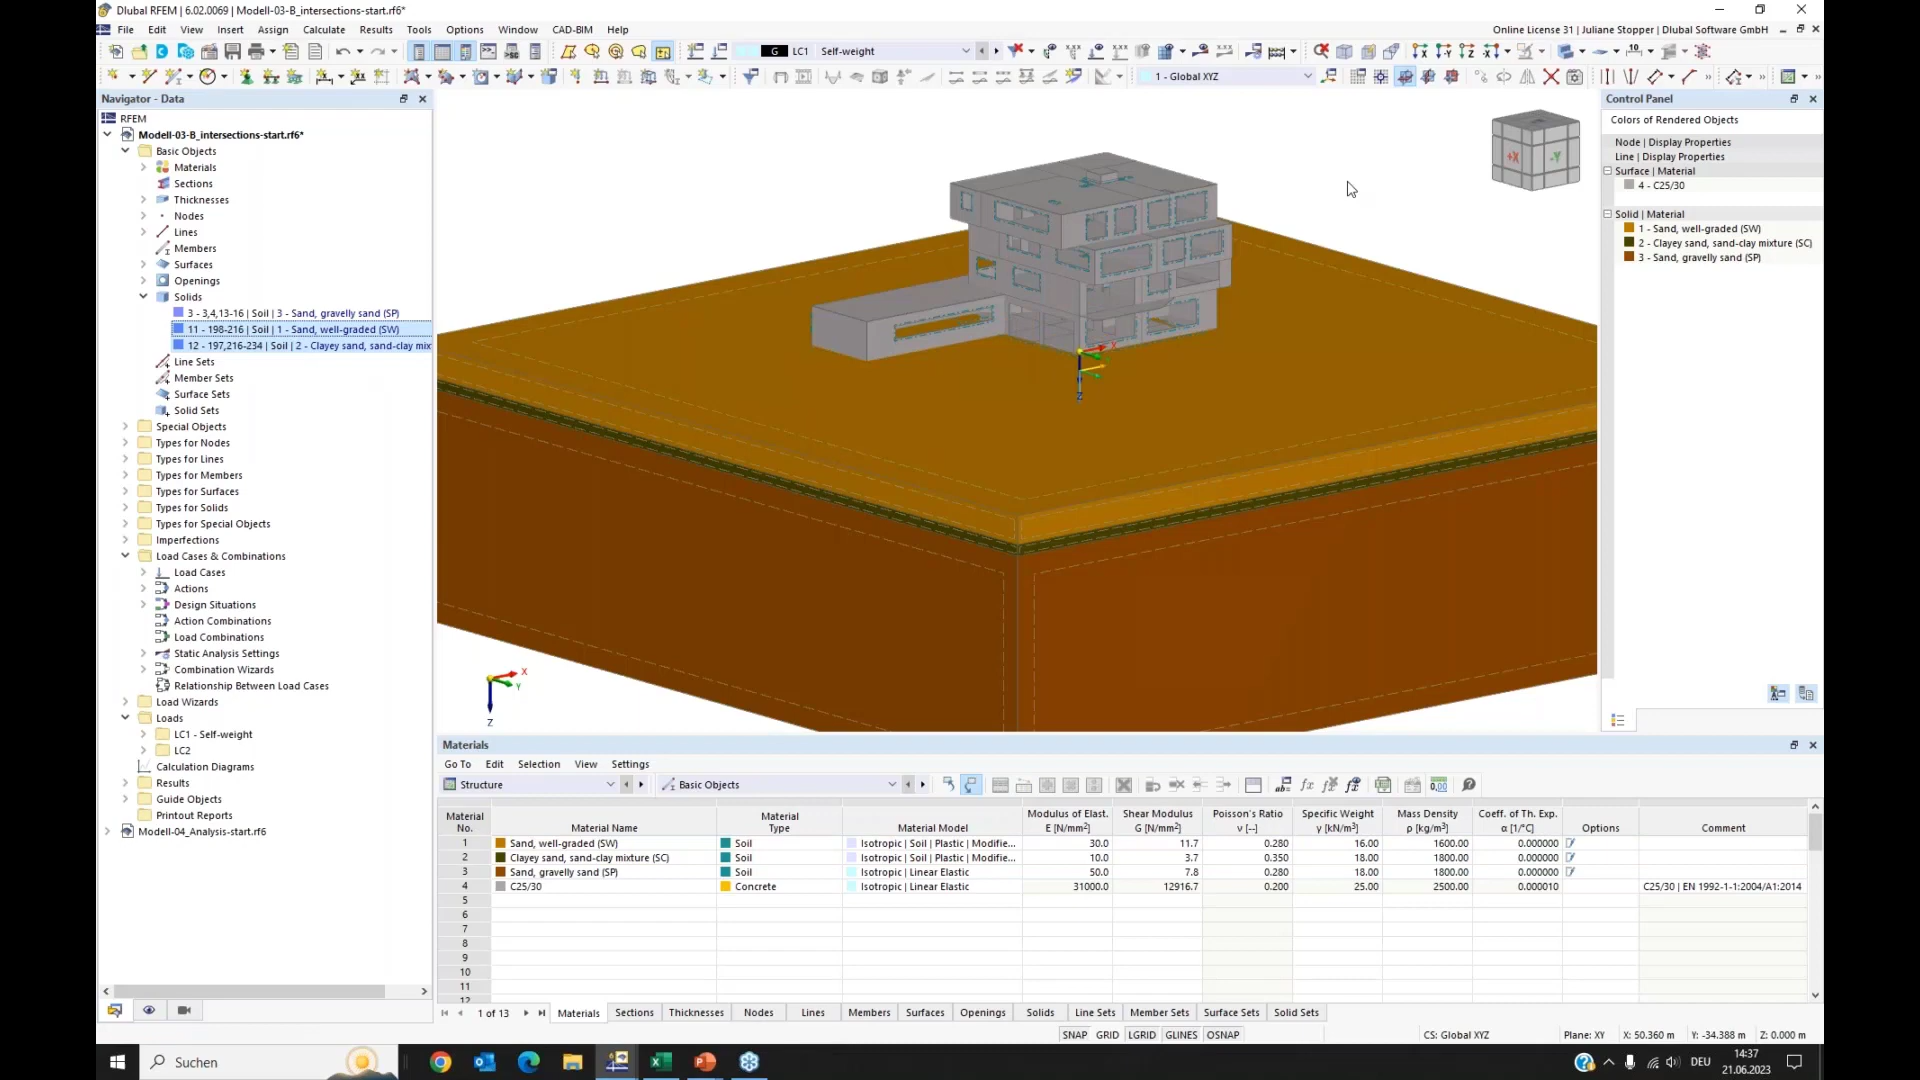 Dlubal RFEM | 6.02.0069 | Modell-03-B_intersections-start.rf6*
File Edit View Insert Assign Calculate Results Tools Options Window CAD-BIM Help
Online License 31 | Juliane Stopper | Dlubal Software GmbH
G LC1 Self-weight
1 - Global XYZ
Navigator - Data
RFEM
Modell-03-B_intersections-start.rf6*
Basic Objects
Materials
Sections
Thicknesses
Nodes
Lines
Members
Surfaces
Openings
Solids
3 - 3,4,13-16 | Soil | 3 - Sand, gravelly sand (SP)
11 - 198-216 | Soil | 1 - Sand, well-graded (SW)
12 - 197,216-234 | Soil | 2 - Clayey sand, sand-clay mix
Line Sets
Member Sets
Surface Sets
Solid Sets
Special Objects
Types for Nodes
Types for Lines
Types for Members
Types for Surfaces
Types for Solids
Types for Special Objects
Imperfections
Load Cases & Combinations
Load Cases
Actions
Design Situations
Action Combinations
Load Combinations
Static Analysis Settings
Combination Wizards
Relationship Between Load Cases
Load Wizards
Loads
LC1 - Self-weight
LC2
Calculation Diagrams
Results
Guide Objects
Printout Reports
Modell-04_Analysis-start.rf6
+X -Y
X
Z
X
Y
Z
Control Panel
Colors of Rendered Objects
Node | Display Properties
Line | Display Properties
Surface | Material
4 - C25/30
Solid | Material
1 - Sand, well-graded (SW)
2 - Clayey sand, sand-clay mixture (SC)
3 - Sand, gravelly sand (SP)
Materials
Go To Edit Selection View Settings
Structure Basic Objects
Material No. Material Name Material Type Material Model Modulus of Elast. E [N/mm²] Shear Modulus G [N/mm²] Poisson's Ratio ν [--] Specific Weight γ [kN/m³] Mass Density ρ [kg/m³] Coeff. of Th. Exp. α [1/°C] Options Comment
1 Sand, well-graded (SW) Soil Isotropic | Soil | Plastic | Modifie... 30.0 11.7 0.280 16.00 1600.00 0.000000
2 Clayey sand, sand-clay mixture (SC) Soil Isotropic | Soil | Plastic | Modifie... 10.0 3.7 0.350 18.00 1800.00 0.000000
3 Sand, gravelly sand (SP) Soil Isotropic | Linear Elastic 50.0 7.8 0.280 18.00 1800.00 0.000000
4 C25/30 Concrete Isotropic | Linear Elastic 31000.0 12916.7 0.200 25.00 2500.00 0.000010 C25/30 | EN 1992-1-1:2004/A1:2014
5
6
7
8
9
10
11
12
1 of 13 Materials Sections Thicknesses Nodes Lines Members Surfaces Openings Solids Line Sets Member Sets Surface Sets Solid Sets
SNAP GRID LGRID GLINES OSNAP CS: Global XYZ Plane: XY X: 50.360 m Y: -34.388 m Z: 0.000 m
Suchen
DEU
14:37
21.06.2023